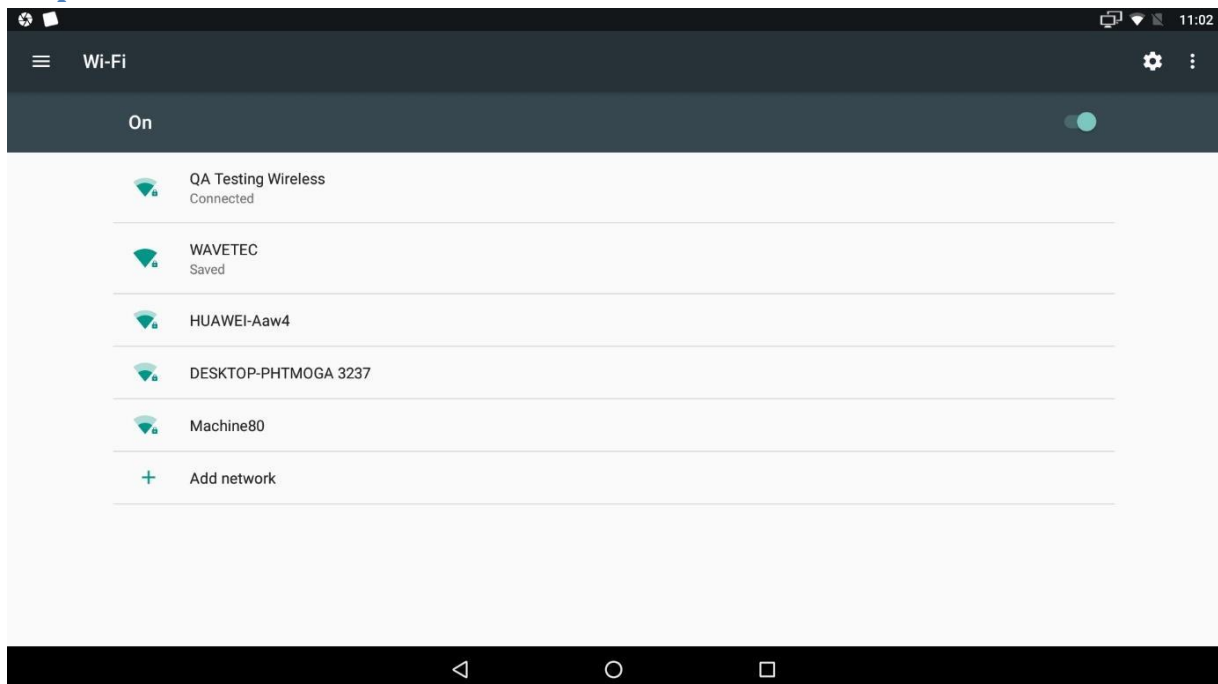 11:02
Wi-Fi
On
QA Testing Wireless
Connected
WAVETEC
Saved
HUAWEI-Aaw4
DESKTOP-PHTMOGA 3237
Machine80
Add network